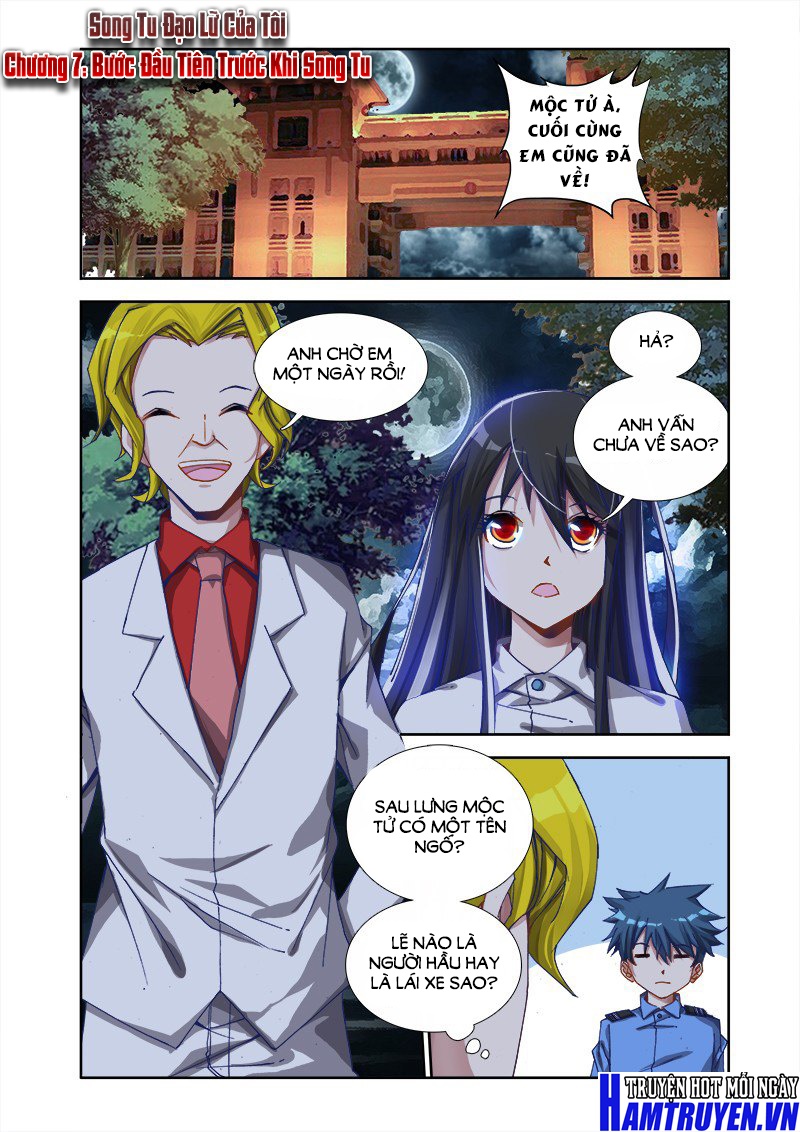 Song Tu Đạo Lữ Của Tôi
Chương 7: Bước Đầu Tiên Trước Khi Song Tu
MỘC TỬ À,
CUỐI CÙNG
EM CŨNG ĐÃ
VỀ!
ANH CHỜ EM
MỘT NGÀY RỒI!
HẢ?
ANH VẪN
CHƯA VỀ SAO?
SAU LƯNG MỘC
TỬ CÓ MỘT TÊN
NGỐ?
LẼ NÀO LÀ
NGƯỜI HẦU HAY
LÀ LÁI XE SAO?
TRUYỆN HOT MỖI NGÀY
HAMTRUYEN.VN